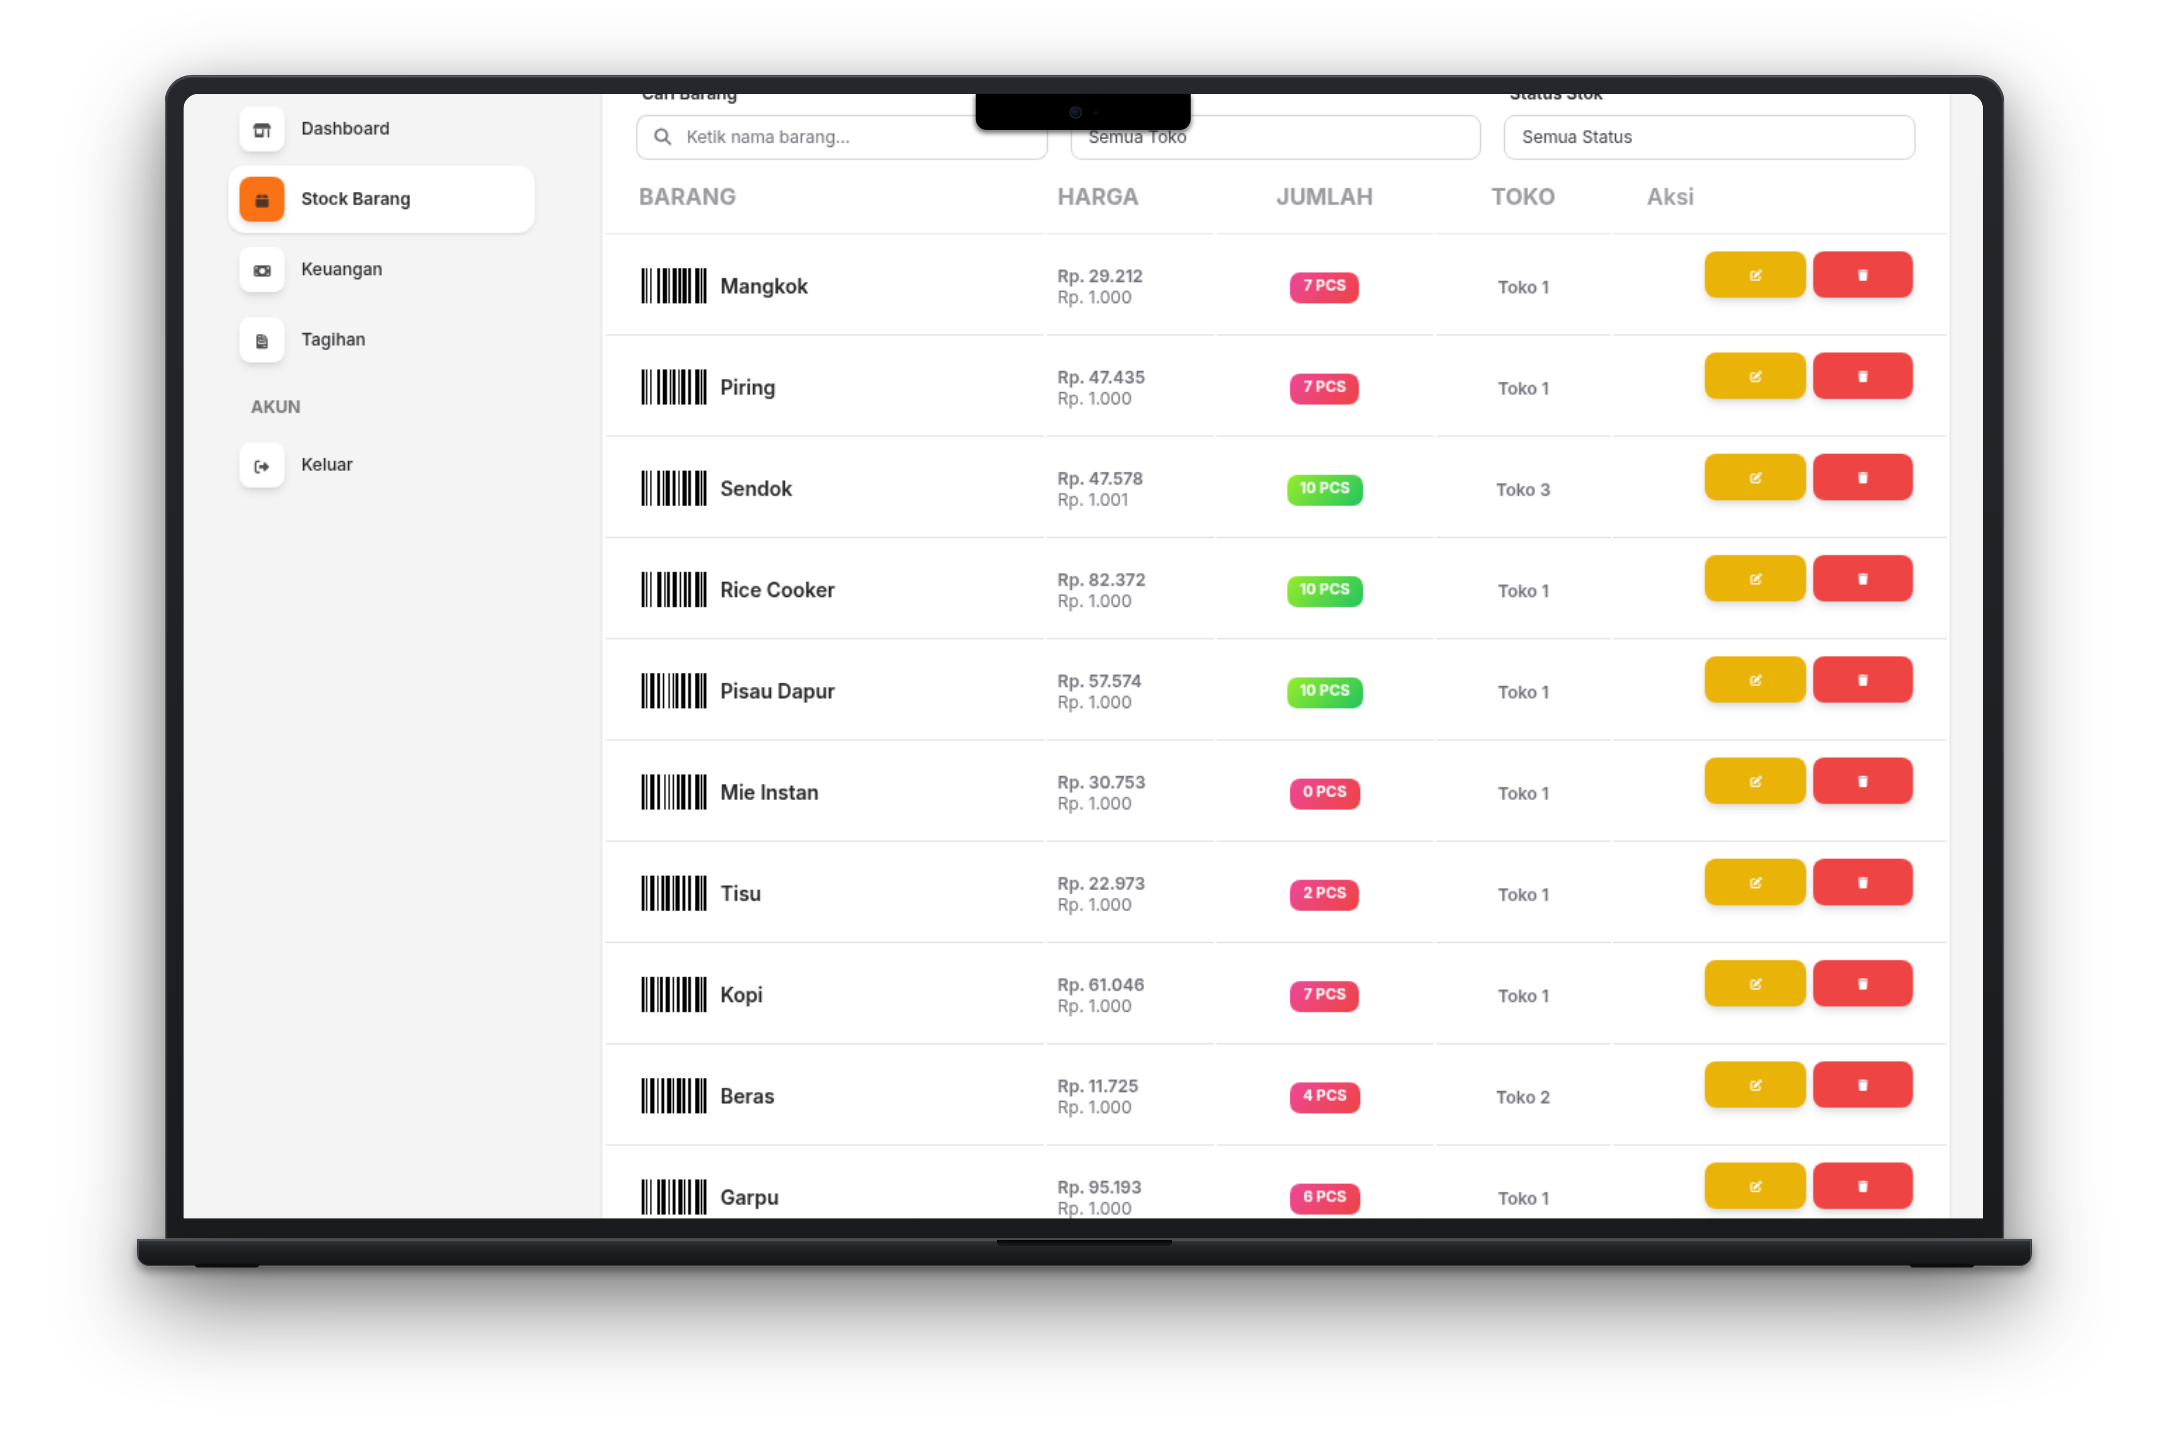 Dashboard
Stock Barang
Keuangan
Tagihan
AKUN
Keluar
Cari Barang
Status Stok
Ketik nama barang...
Semua Toko
Semua Status
BARANG HARGA JUMLAH TOKO Aksi
Mangkok Rp. 29.212 7 PCS Toko 1
Rp. 1.000
Piring Rp. 47.435 7 PCS Toko 1
Rp. 1.000
Sendok Rp. 47.578 10 PCS Toko 3
Rp. 1.001
Rice Cooker Rp. 82.372 10 PCS Toko 1
Rp. 1.000
Pisau Dapur Rp. 57.574 10 PCS Toko 1
Rp. 1.000
Mie Instan Rp. 30.753 0 PCS Toko 1
Rp. 1.000
Tisu Rp. 22.973 2 PCS Toko 1
Rp. 1.000
Kopi Rp. 61.046 7 PCS Toko 1
Rp. 1.000
Beras Rp. 11.725 4 PCS Toko 2
Rp. 1.000
Garpu Rp. 95.193 6 PCS Toko 1
Rp. 1.000